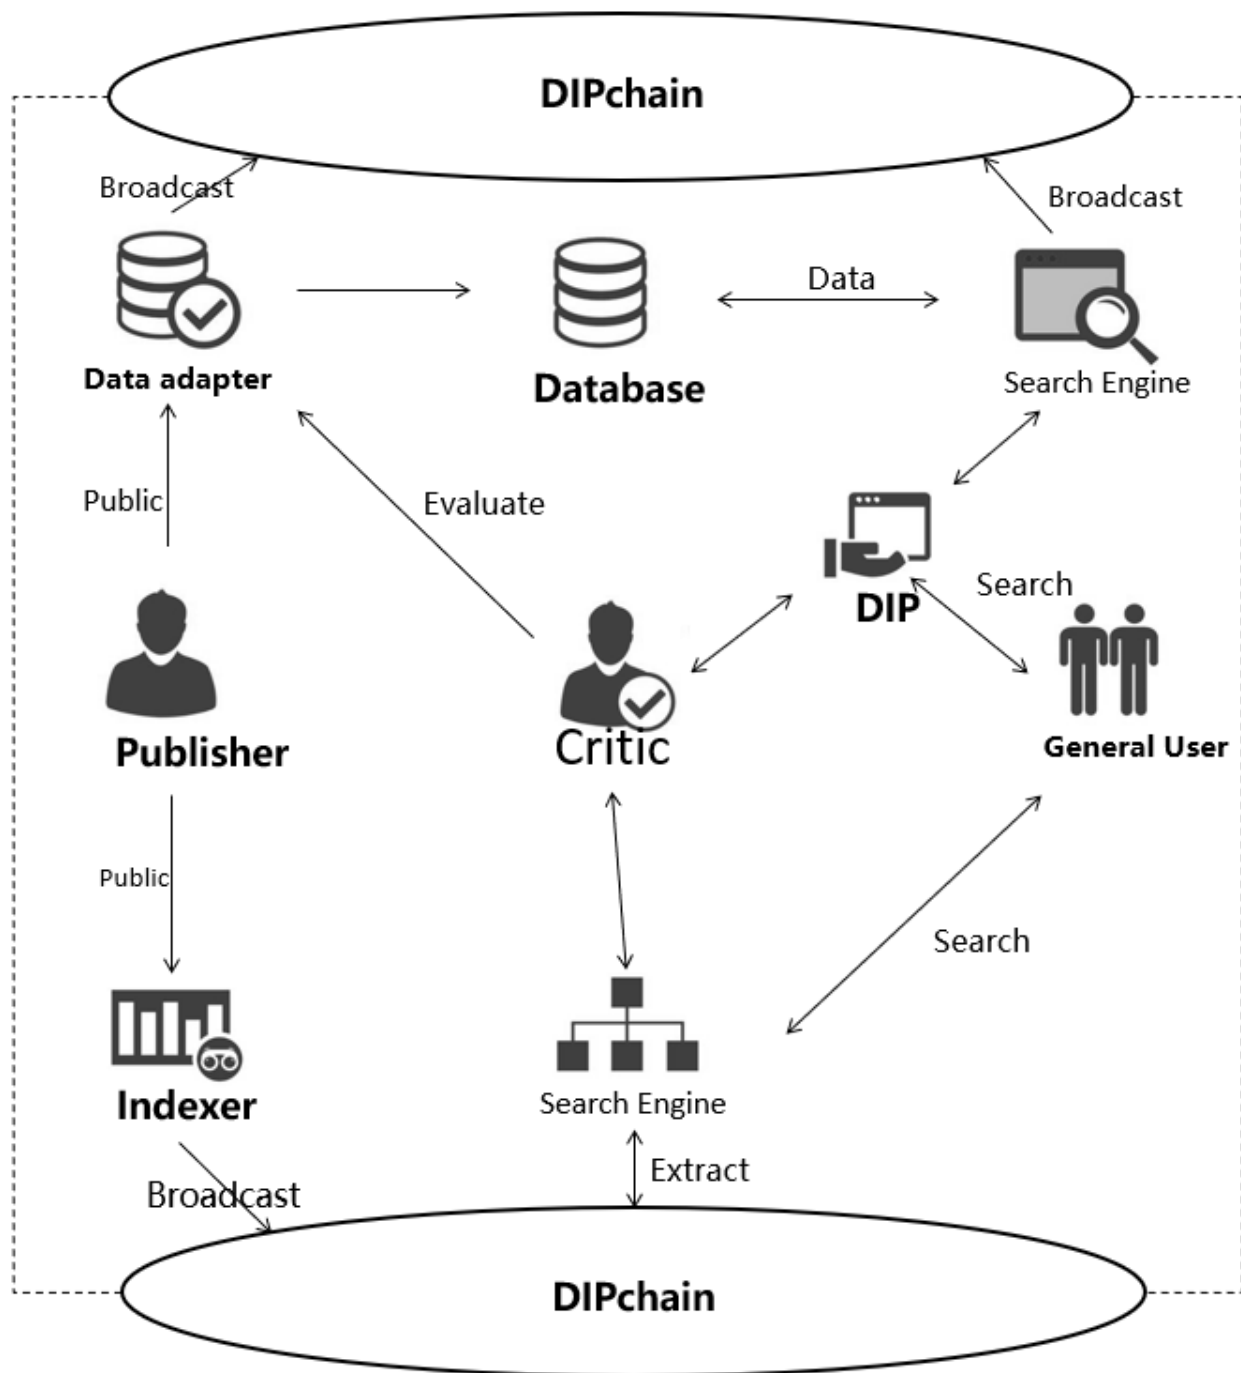 DIPchain
Broadcast
Broadcast
Data
Data adapter
Database
Search Engine
Public
Evaluate
Search
DIP
Publisher
Critic
General User
Public
Search
Indexer
Search Engine
Extract
Broadcast
DIPchain